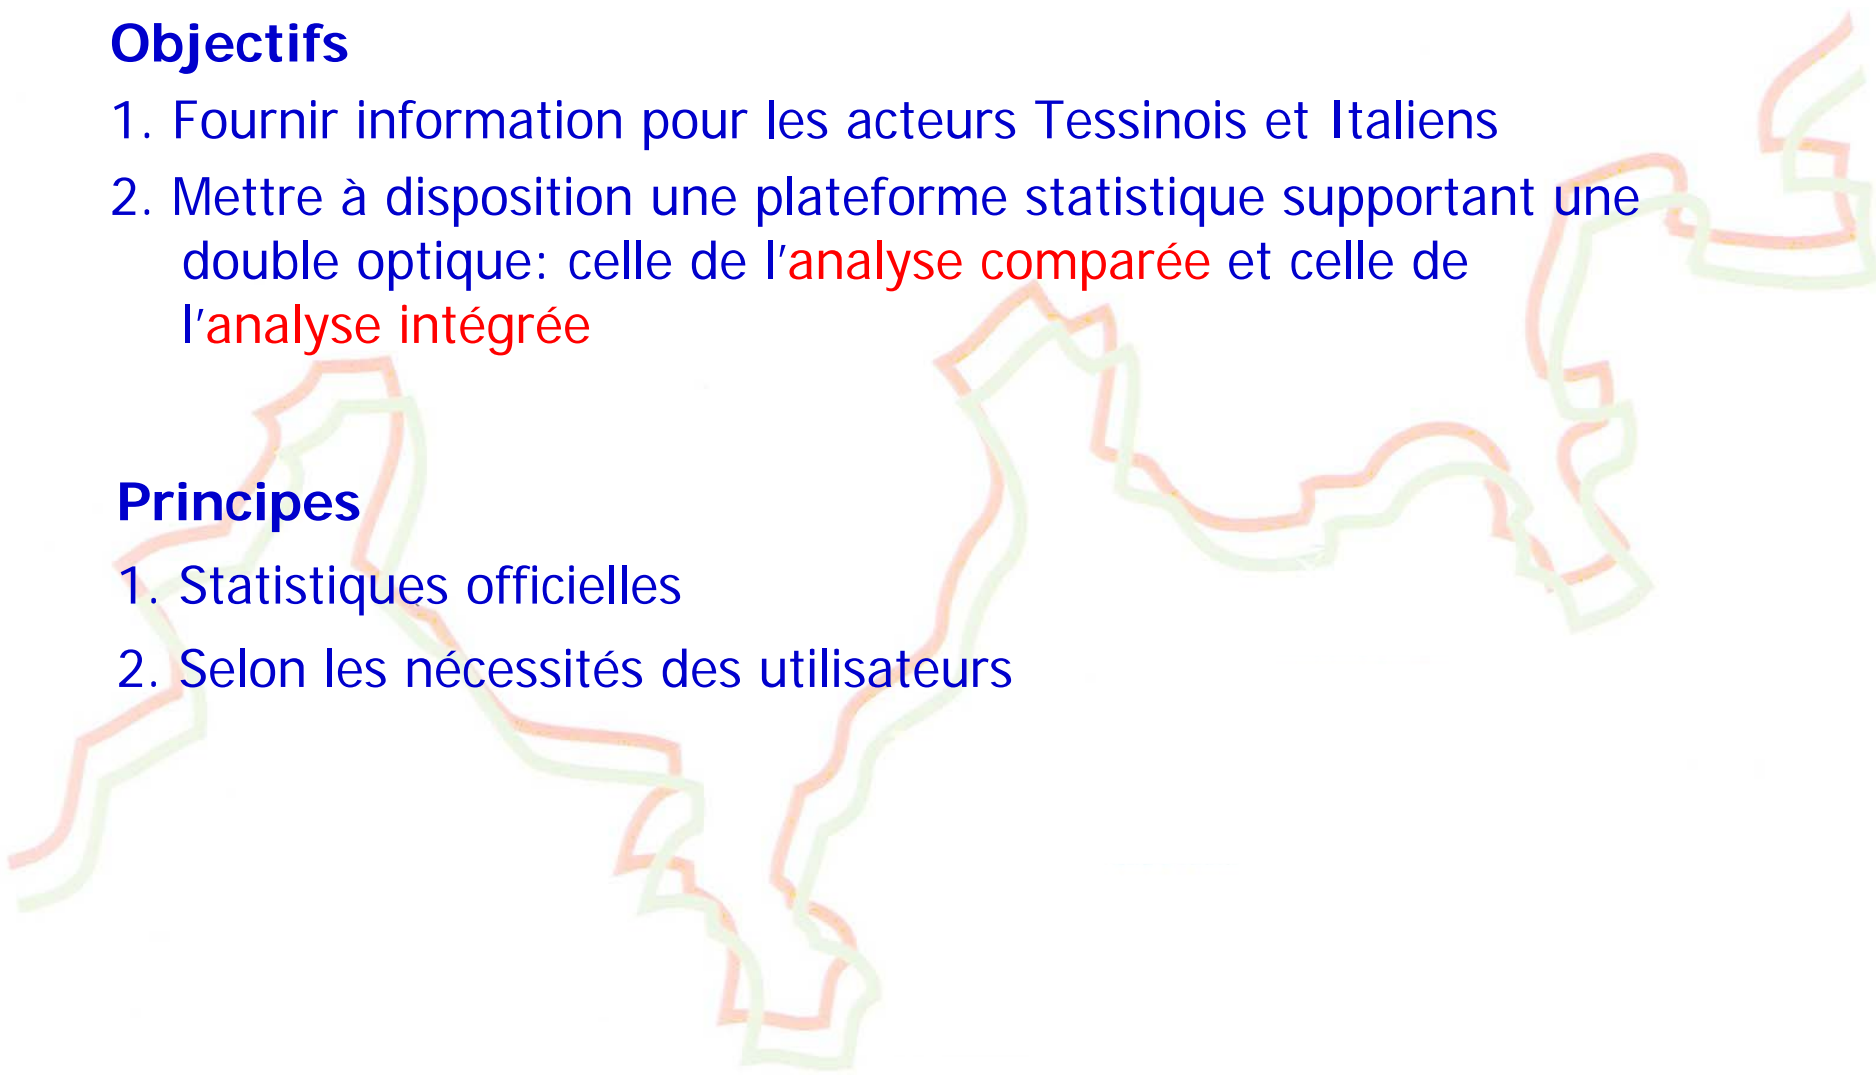 Objectifs
1. Fournir information pour les acteurs Tessinois et Italiens
2. Mettre à disposition une plateforme statistique supportant une
double optique: celle de l'analyse comparée et celle de
l'analyse intégrée
Principes
1. Statistiques officielles
2. Selon les nécessités des utilisateurs